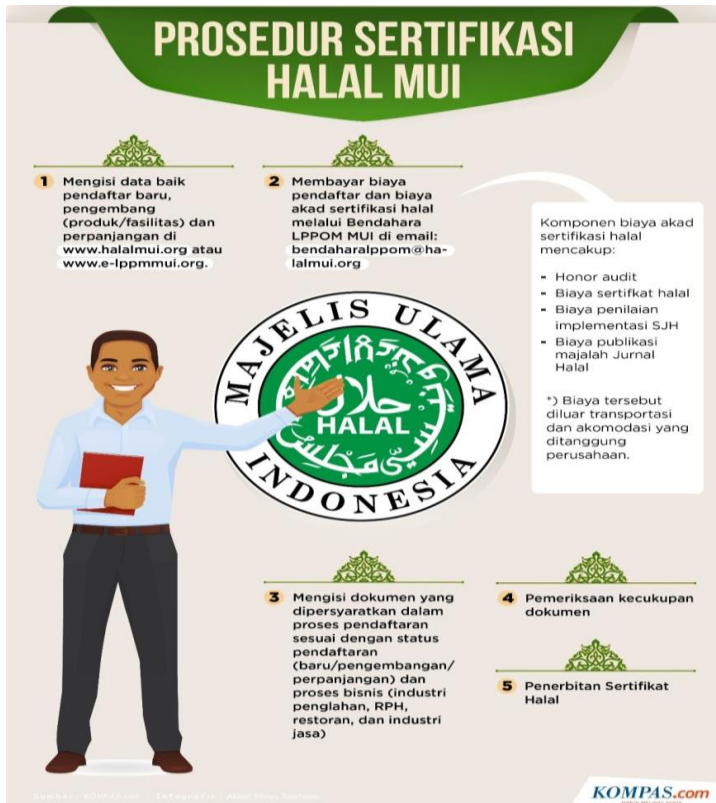 PROSEDUR SERTIFIKASI
HALAL MUI
1 Mengisi data baik
pendaftar baru,
pengembang
(produk/fasilitas) dan
perpanjangan di
www.halalmui.org atau
www.e-lppmmui.org.
2 Membayar biaya
pendaftar dan biaya
akad sertifikasi halal
melalui Bendahara
LPPOM MUI di email:
bendaharalppom@ha-
lalmui.org
Komponen biaya akad
sertifikasi halal
mencakup:
- Honor audit
- Biaya sertifkat halal
- Biaya penilaian
implementasi SJH
- Biaya publikasi
majalah Jurnal
Halal
*) Biaya tersebut
diluar transportasi
dan akomodasi yang
ditanggung
perusahaan.
MAJELIS ULAMA
INDONESIA
حلال
HALAL
3 Mengisi dokumen yang
dipersyaratkan dalam
proses pendaftaran
sesuai dengan status
pendaftaran
(baru/pengembangan/
perpanjangan) dan
proses bisnis (industri
penglahan, RPH,
restoran, dan industri
jasa)
4 Pemeriksaan kecukupan
dokumen
5 Penerbitan Sertifikat
Halal
KOMPAS.com